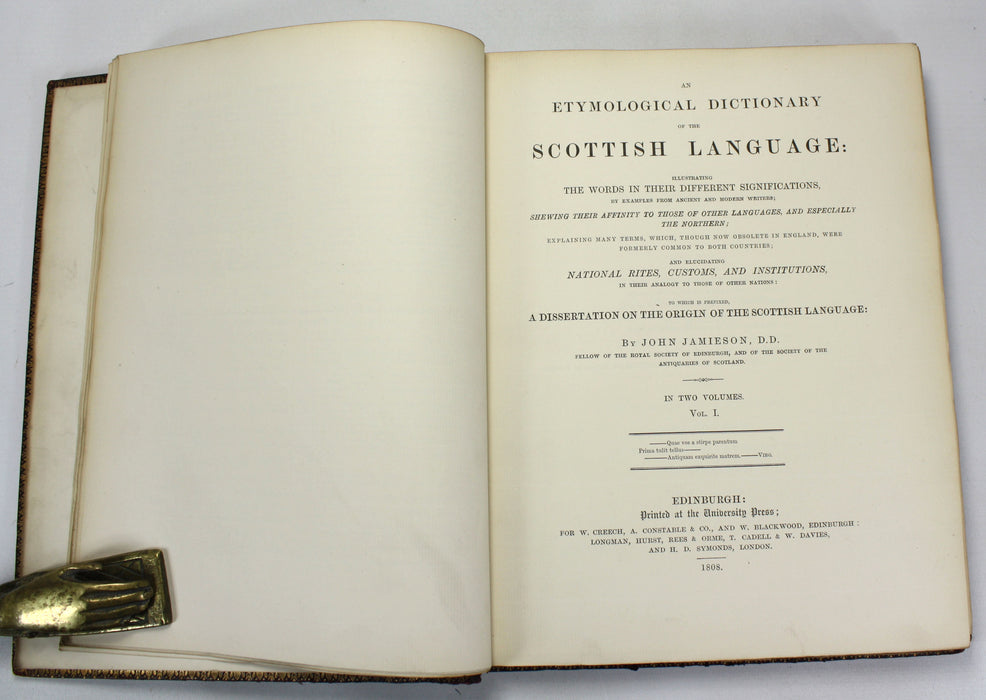 AN
ETYMOLOGICAL DICTIONARY
OF THE
SCOTTISH LANGUAGE:
ILLUSTRATING
THE WORDS IN THEIR DIFFERENT SIGNIFICATIONS,
BY EXAMPLES FROM ANCIENT AND MODERN WRITERS;
SHEWING THEIR AFFINITY TO THOSE OF OTHER LANGUAGES, AND ESPECIALLY
THE NORTHERN;
EXPLAINING MANY TERMS, WHICH, THOUGH NOW OBSOLETE IN ENGLAND, WERE
FORMERLY COMMON TO BOTH COUNTRIES;
AND ELUCIDATING
NATIONAL RITES, CUSTOMS, AND INSTITUTIONS,
IN THEIR ANALOGY TO THOSE OF OTHER NATIONS:
TO WHICH IS PREFIXED,
A DISSERTATION ON THE ORIGIN OF THE SCOTTISH LANGUAGE:
BY JOHN JAMIESON, D.D.
FELLOW OF THE ROYAL SOCIETY OF EDINBURGH, AND OF THE SOCIETY OF THE
ANTIQUARIES OF SCOTLAND.
IN TWO VOLUMES.
VOL. I.
——Quae vos a stirpe parentum
Prima tulit tellus——
——Antiquam exquirite matrem.——VIRG.
EDINBURGH:
Printed at the University Press;
FOR W. CREECH, A. CONSTABLE & CO., AND W. BLACKWOOD, EDINBURGH:
LONGMAN, HURST, REES & ORME, T. CADELL & W. DAVIES,
AND H. D. SYMONDS, LONDON.
1808.